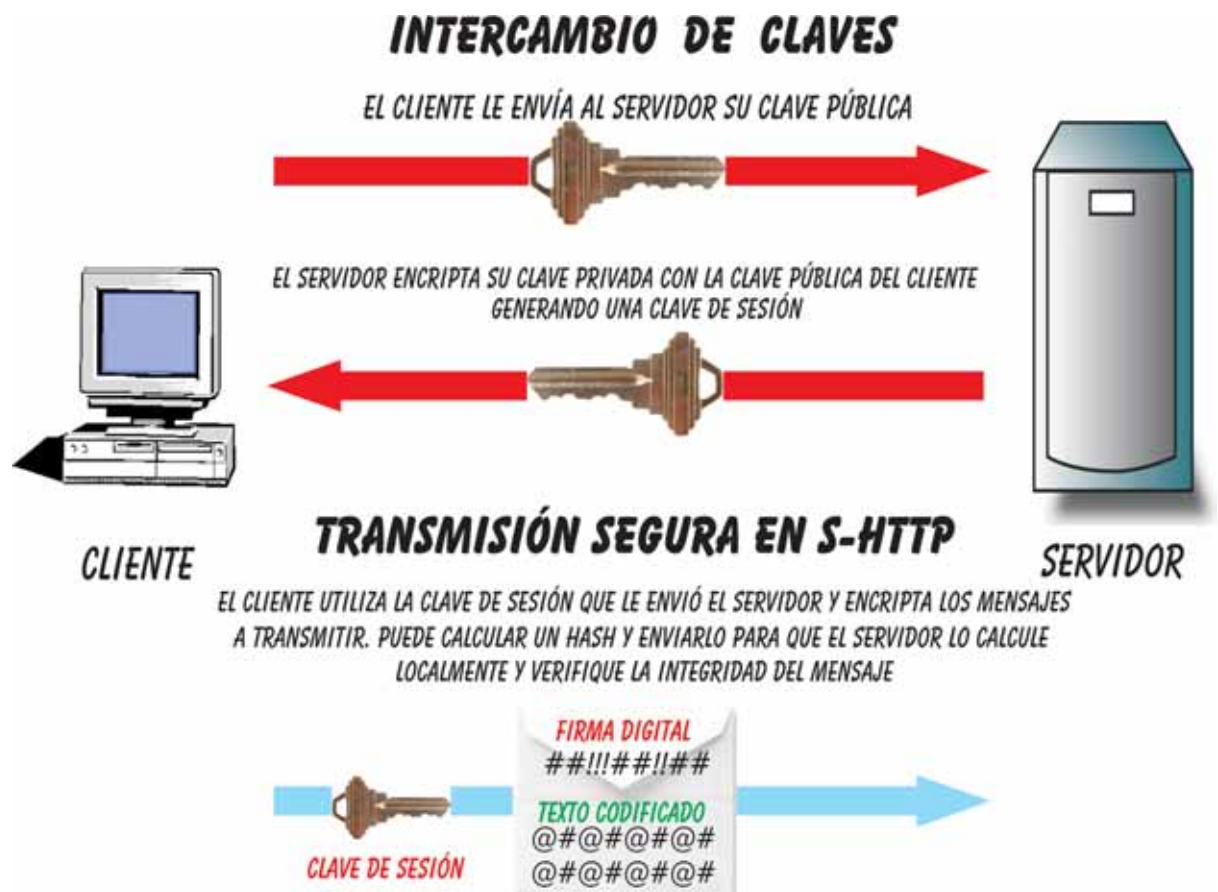 INTERCAMBIO DE CLAVES
EL CLIENTE LE ENVÍA AL SERVIDOR SU CLAVE PÚBLICA
EL SERVIDOR ENCRIPTA SU CLAVE PRIVADA CON LA CLAVE PÚBLICA DEL CLIENTE
GENERANDO UNA CLAVE DE SESIÓN
CLIENTE
SERVIDOR
TRANSMISIÓN SEGURA EN S-HTTP
EL CLIENTE UTILIZA LA CLAVE DE SESIÓN QUE LE ENVIÓ EL SERVIDOR Y ENCRIPTA LOS MENSAJES
A TRANSMITIR. PUEDE CALCULAR UN HASH Y ENVIARLO PARA QUE EL SERVIDOR LO CALCULE
LOCALMENTE Y VERIFIQUE LA INTEGRIDAD DEL MENSAJE
FIRMA DIGITAL
##!!!##!!##
TEXTO CODIFICADO
@#@#@#@#
@#@#@#@#
CLAVE DE SESIÓN